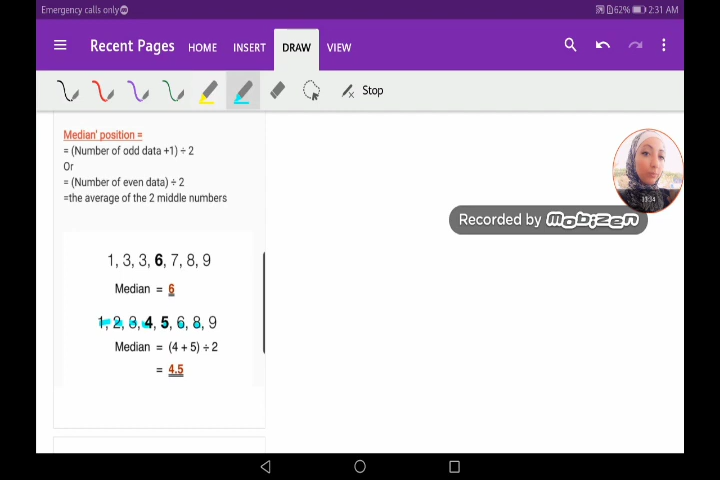 Emergency calls only 62% 2:31 AM
Recent Pages HOME INSERT DRAW VIEW
Stop
Median' position =
= (Number of odd data +1) ÷ 2
Or
= (Number of even data) ÷ 2
=the average of the 2 middle numbers
13:34
Recorded by mobizen
1, 3, 3, 6, 7, 8, 9
Median = 6
1, 2, 3, 4, 5, 6, 8, 9
Median = (4 + 5) ÷ 2
= 4.5